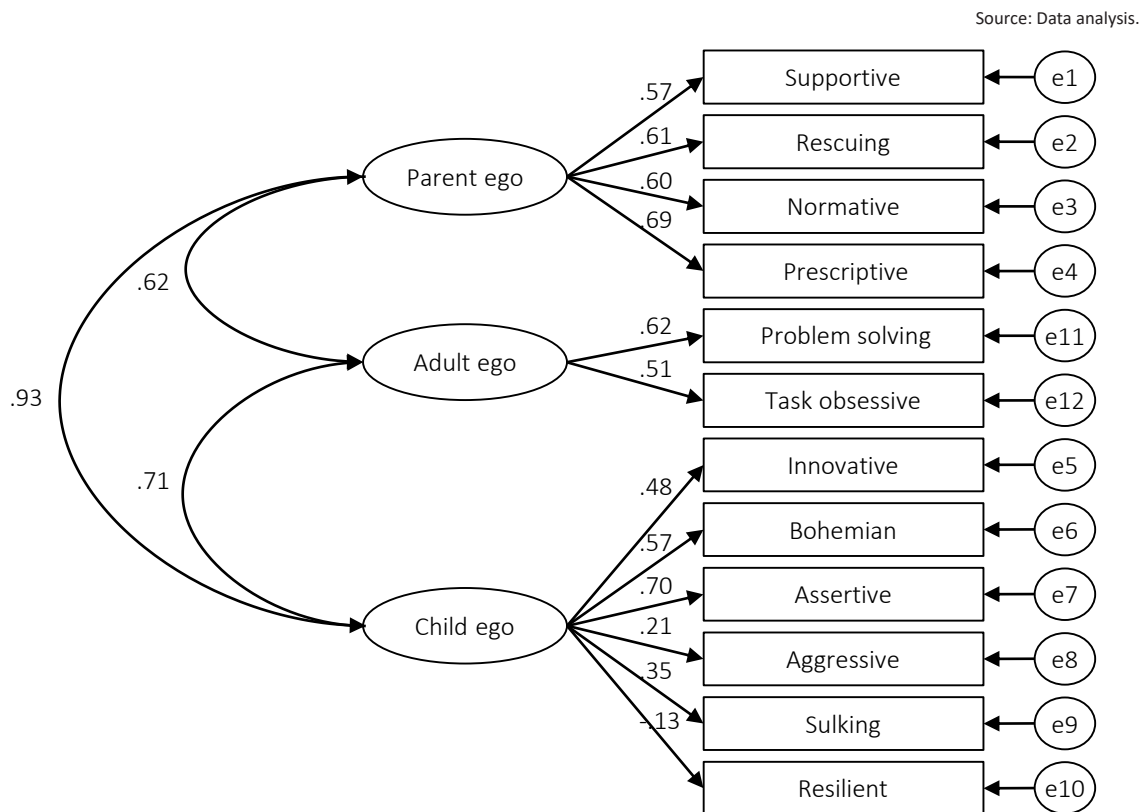 Source: Data analysis.
Supportive
e1
.57
Rescuing
e2
.61
Parent ego
Normative
e3
.60
Prescriptive
e4
.69
.62
Problem solving
e11
.62
Adult ego
Task obsessive
e12
.51
.93
Innovative
e5
.48
.71
Bohemian
e6
.57
Assertive
e7
.70
Child ego
Aggressive
e8
.21
Sulking
e9
.35
Resilient
e10
-.13